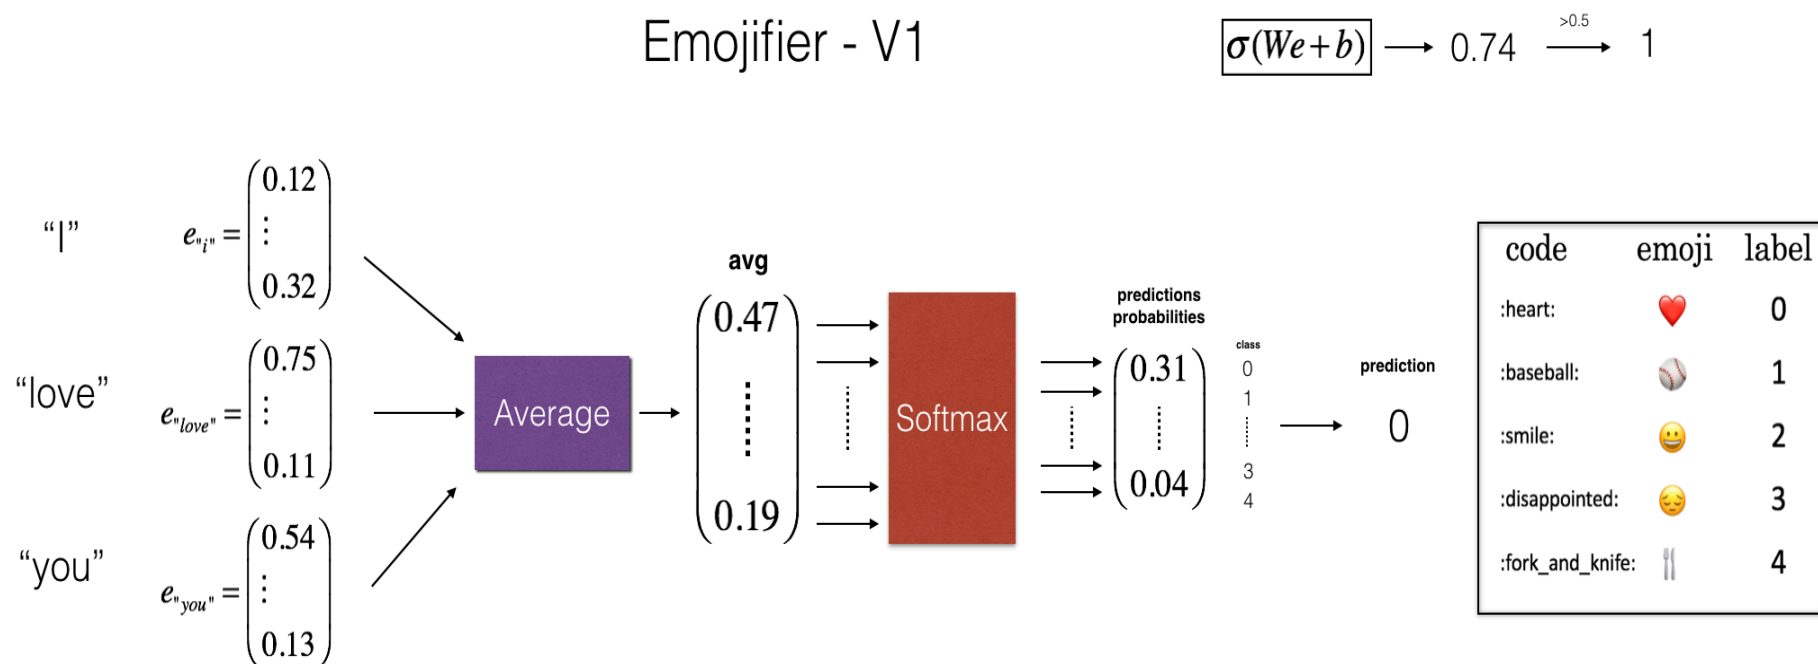 Emojifier - V1
σ(We+b) → 0.74 >0.5 → 1
“I”
e"i" = (0.12 ⋮ 0.32)
“love”
e"love" = (0.75 ⋮ 0.11)
“you”
e"you" = (0.54 ⋮ 0.13)
Average
avg
0.47
0.19
Softmax
predictions
probabilities
0.31
0.04
class
0
1
3
4
prediction
0
code emoji label
:heart: ❤️ 0
:baseball: ⚾ 1
:smile: 😀 2
:disappointed: 😔 3
:fork_and_knife: 🍴 4